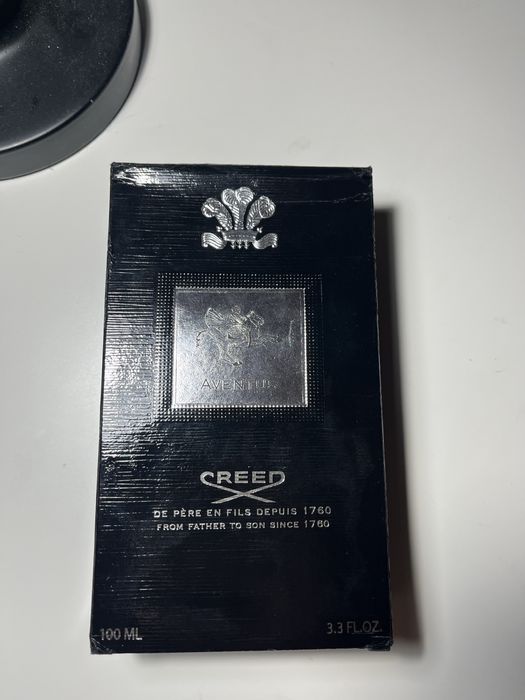 AVENTUS
CREED
DE PÈRE EN FILS DEPUIS 1760
FROM FATHER TO SON SINCE 1760
100 ML
3.3 FL.OZ.